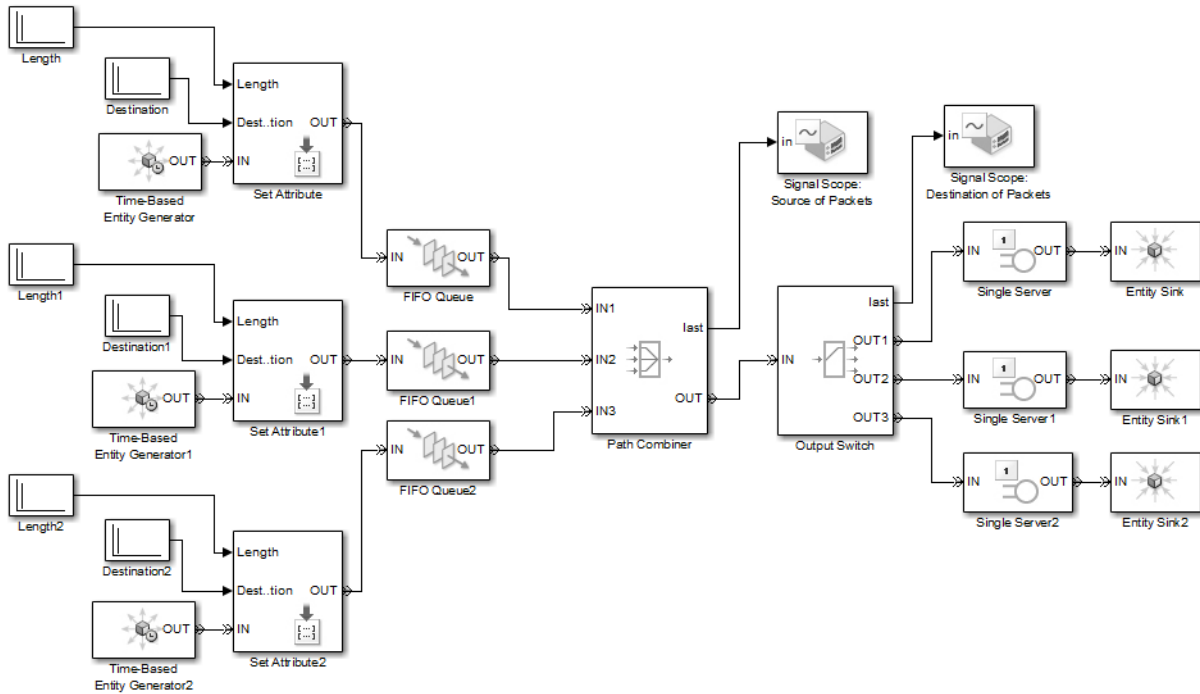 Length
Destination
Length
Dest..tion
OUT
IN
Set Attribute
OUT
Time-Based
Entity Generator
Length1
Destination1
Length
Dest..tion
OUT
IN
Set Attribute1
OUT
Time-Based
Entity Generator1
Length2
Destination2
Length
Dest..tion
OUT
IN
Set Attribute2
OUT
Time-Based
Entity Generator2
IN
OUT
FIFO Queue
IN
OUT
FIFO Queue1
IN
OUT
FIFO Queue2
IN1
IN2
IN3
last
OUT
Path Combiner
in
Signal Scope:
Source of Packets
in
Signal Scope:
Destination of Packets
IN
last
OUT1
OUT2
OUT3
Output Switch
IN
1
OUT
Single Server
IN
Entity Sink
IN
1
OUT
Single Server1
IN
Entity Sink1
IN
1
OUT
Single Server2
IN
Entity Sink2